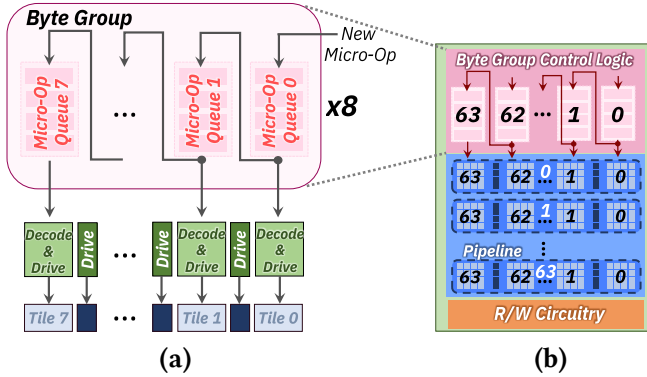 Byte Group
New
Micro-Op
Micro-Op
Queue 7
...
Micro-Op
Queue 1
Micro-Op
Queue 0
x8
Decode
&
Drive
Drive
...
Drive
Decode
&
Drive
Drive
Decode
&
Drive
Tile 7
...
Tile 1
Tile 0
(a)
Byte Group Control Logic
63 62 ... 1 0
63 62 0 ... 1 0
63 62 1 ... 1 0
...
Pipeline
63 62 63 ... 1 0
R/W Circuitry
(b)